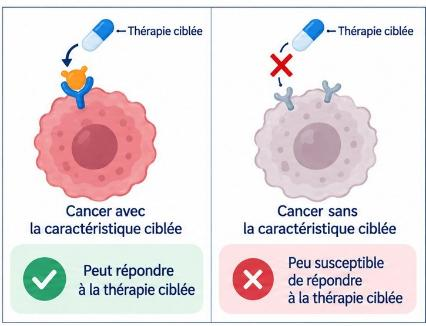 Thérapie ciblée
Cancer avec
la caractéristique ciblée
Peut répondre
à la thérapie ciblée
Thérapie ciblée
Cancer sans
la caractéristique ciblée
Peu susceptible
de répondre
à la thérapie ciblée